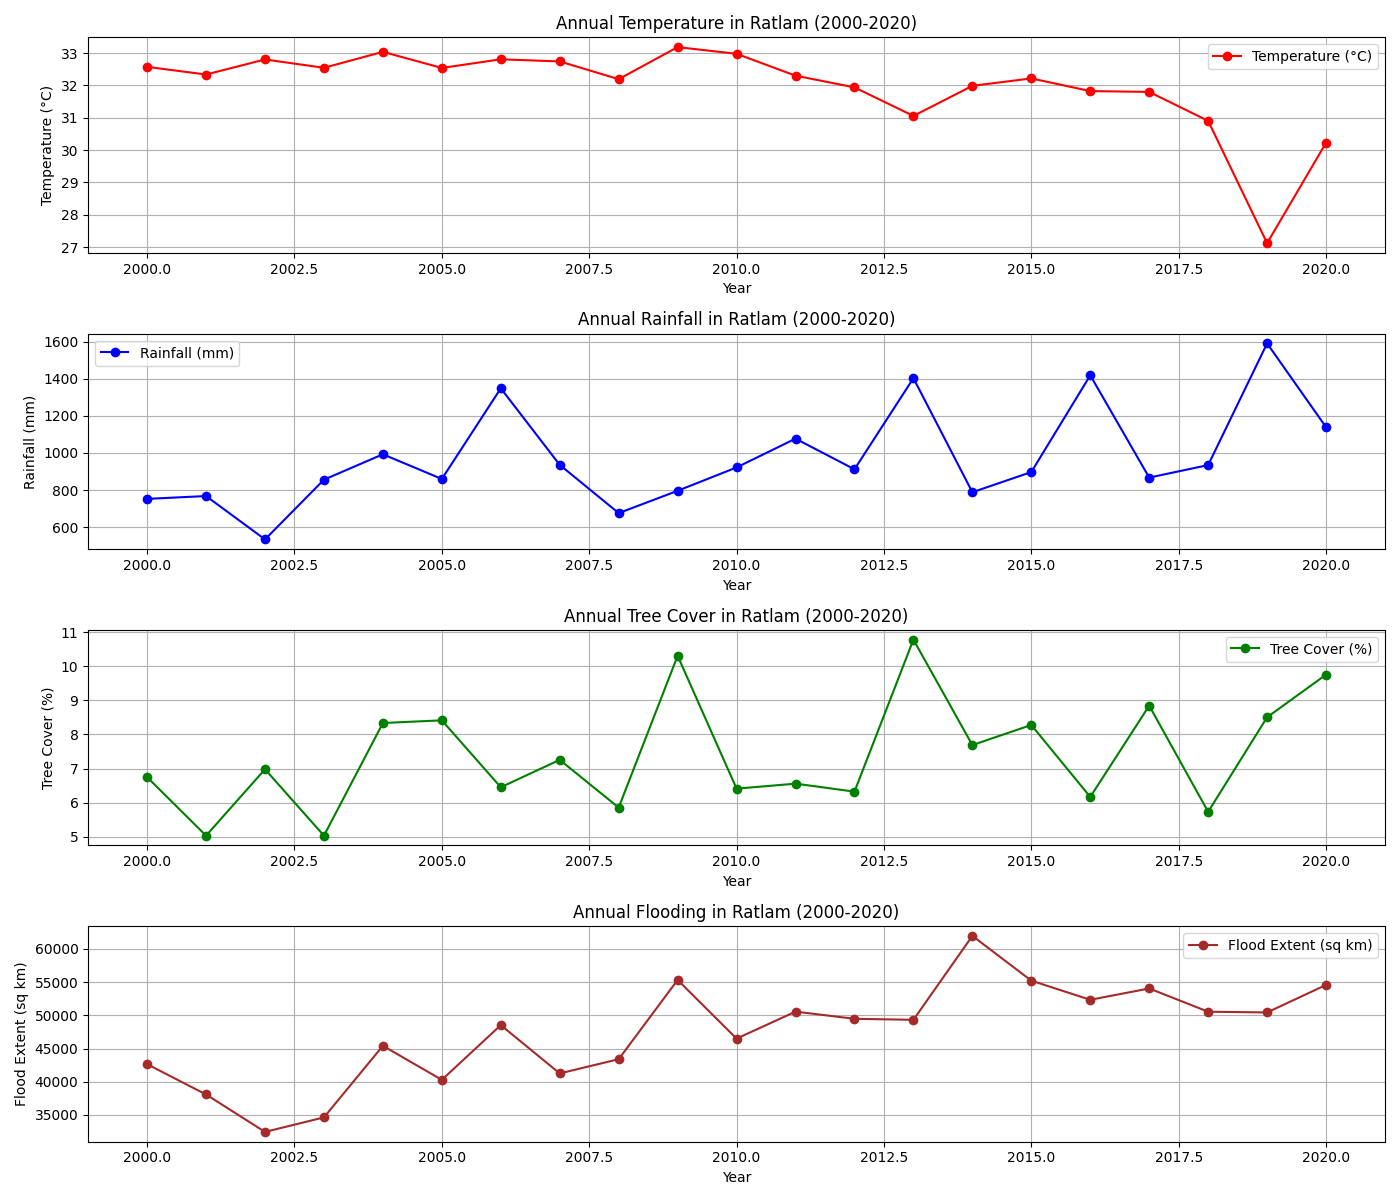 Annual Temperature in Ratlam (2000-2020)
Temperature (°C)
33
32
31
30
29
28
27
Temperature (°C)
2000.0 2002.5 2005.0 2007.5 2010.0 2012.5 2015.0 2017.5 2020.0
Year
Annual Rainfall in Ratlam (2000-2020)
Rainfall (mm)
1600
1400
1200
1000
800
600
Rainfall (mm)
2000.0 2002.5 2005.0 2007.5 2010.0 2012.5 2015.0 2017.5 2020.0
Year
Annual Tree Cover in Ratlam (2000-2020)
Tree Cover (%)
11
10
9
8
7
6
5
Tree Cover (%)
2000.0 2002.5 2005.0 2007.5 2010.0 2012.5 2015.0 2017.5 2020.0
Year
Annual Flooding in Ratlam (2000-2020)
Flood Extent (sq km)
60000
55000
50000
45000
40000
35000
Flood Extent (sq km)
2000.0 2002.5 2005.0 2007.5 2010.0 2012.5 2015.0 2017.5 2020.0
Year